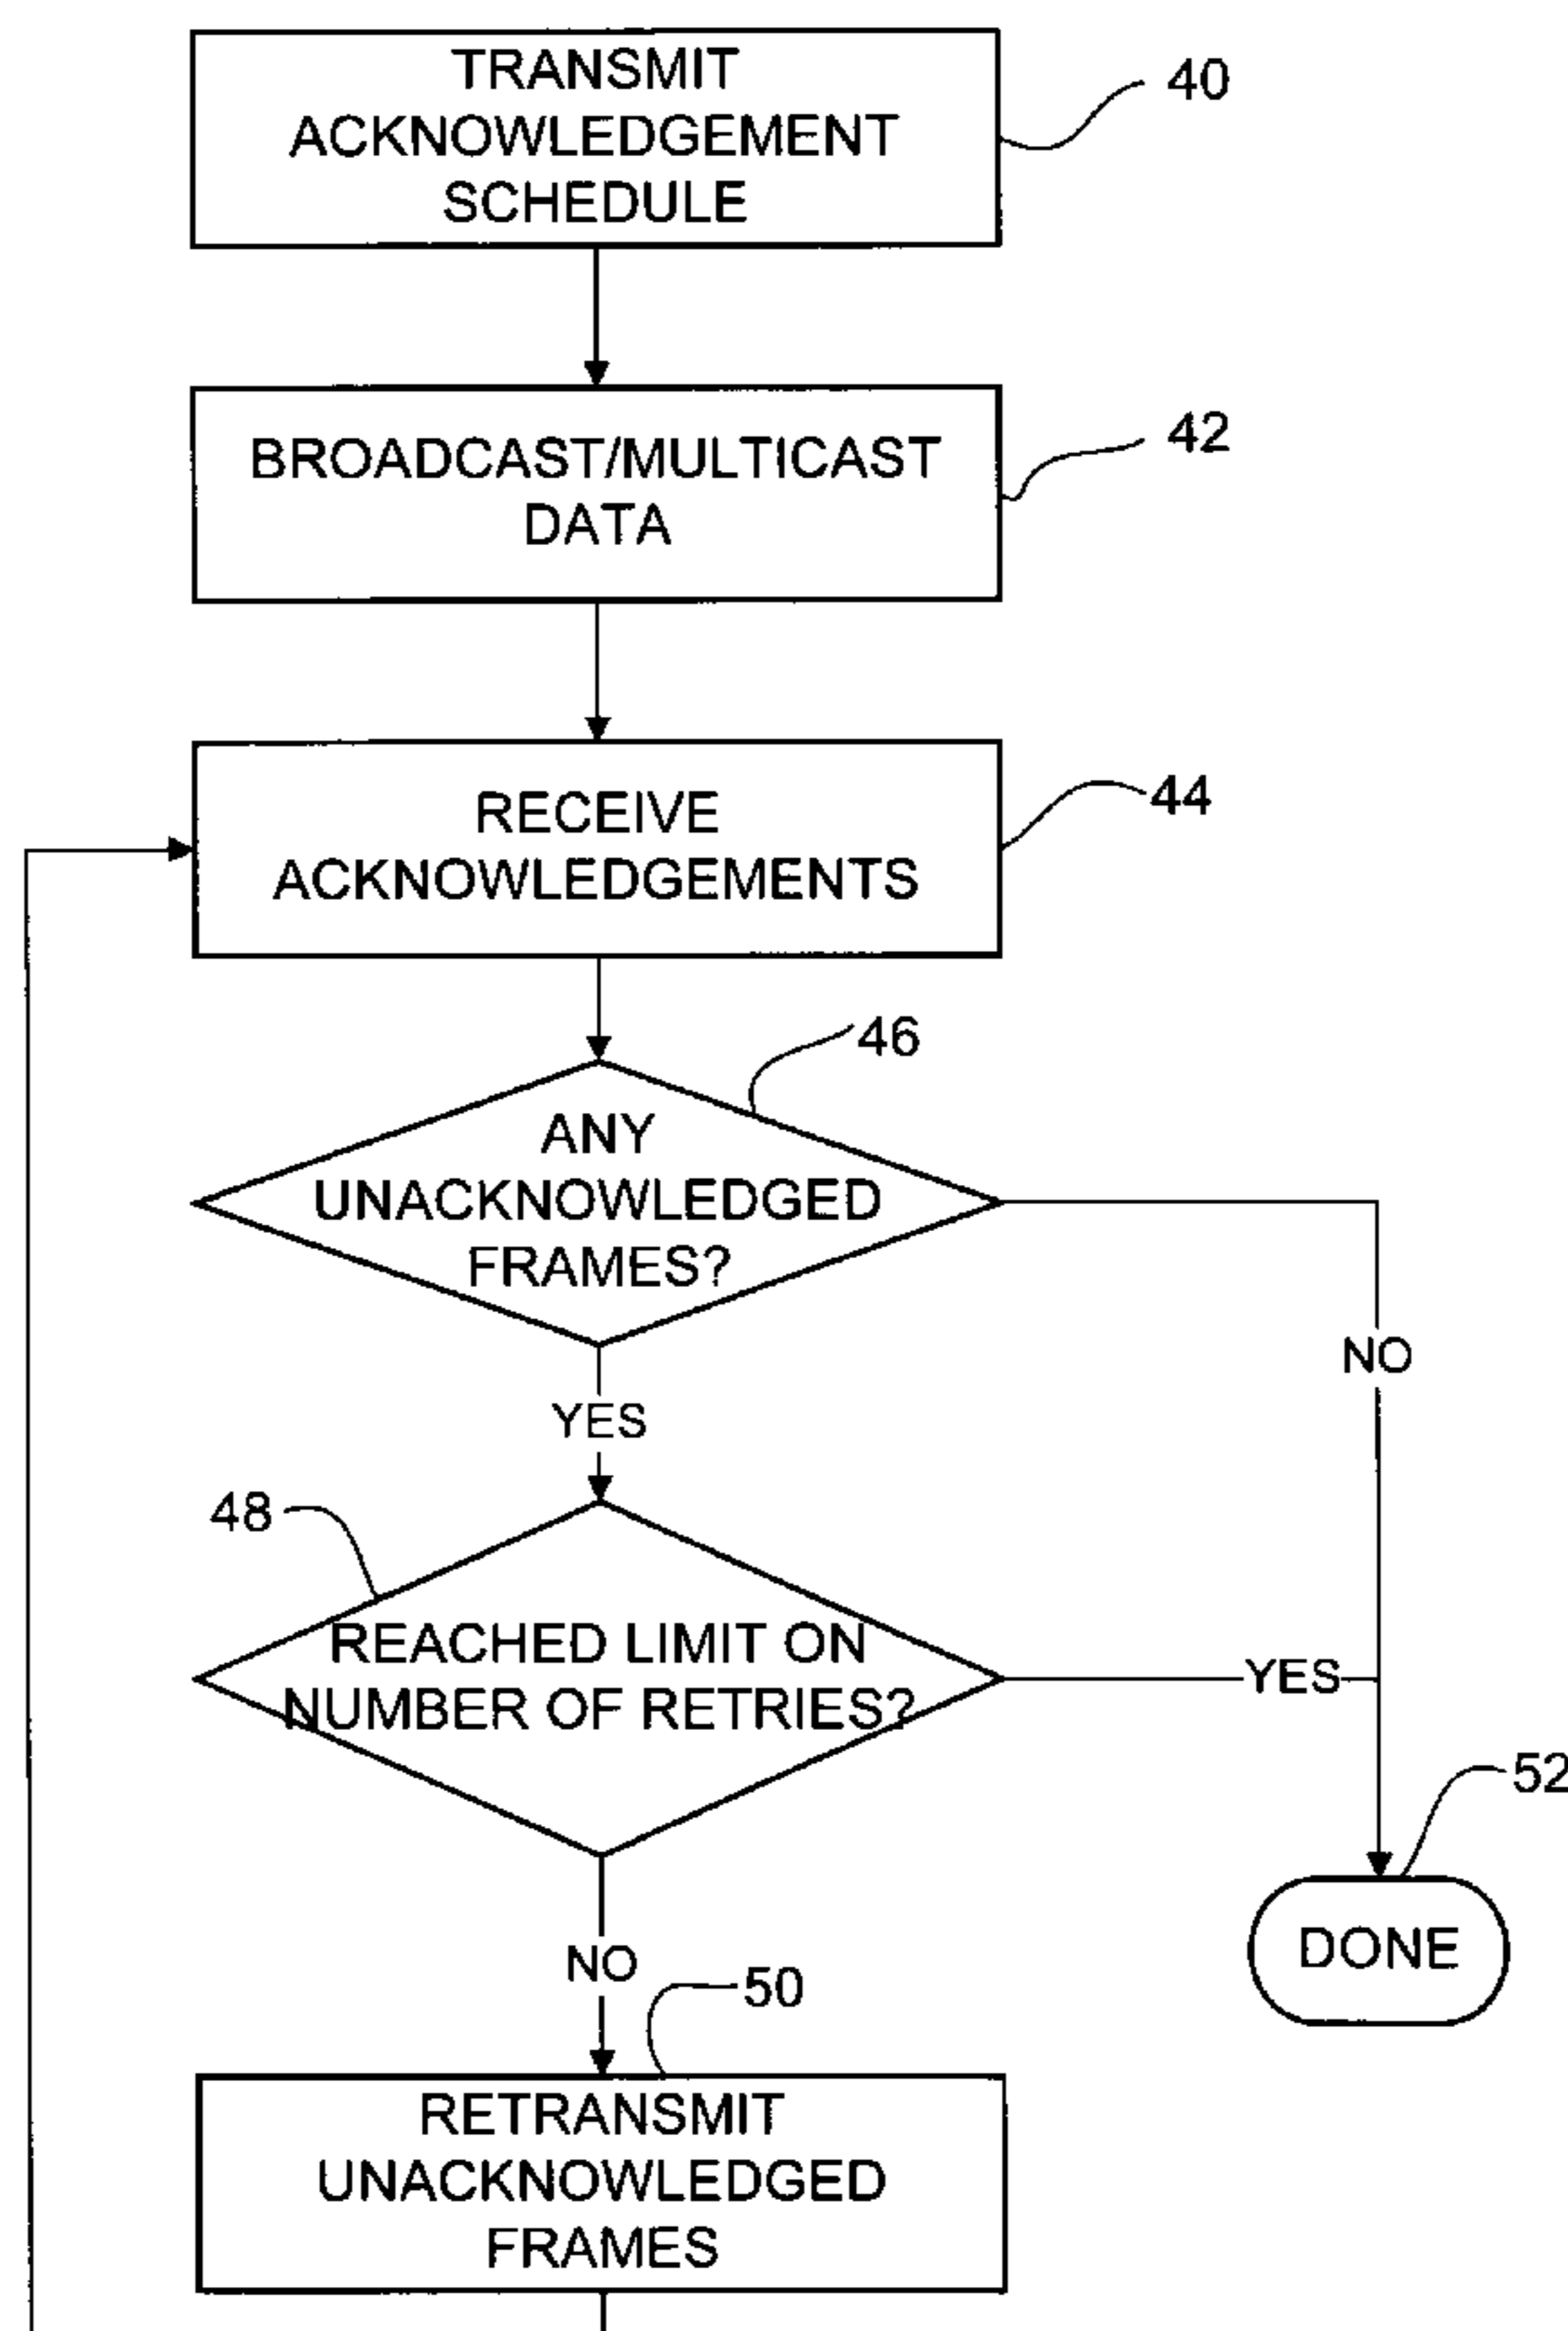 TRANSMIT
ACKNOWLEDGEMENT
SCHEDULE
40
BROADCAST/MULTICAST
DATA
42
RECEIVE
ACKNOWLEDGEMENTS
44
46
ANY
UNACKNOWLEDGED
FRAMES?
NO
YES
48
REACHED LIMIT ON
NUMBER OF RETRIES?
YES
52
DONE
NO
50
RETRANSMIT
UNACKNOWLEDGED
FRAMES